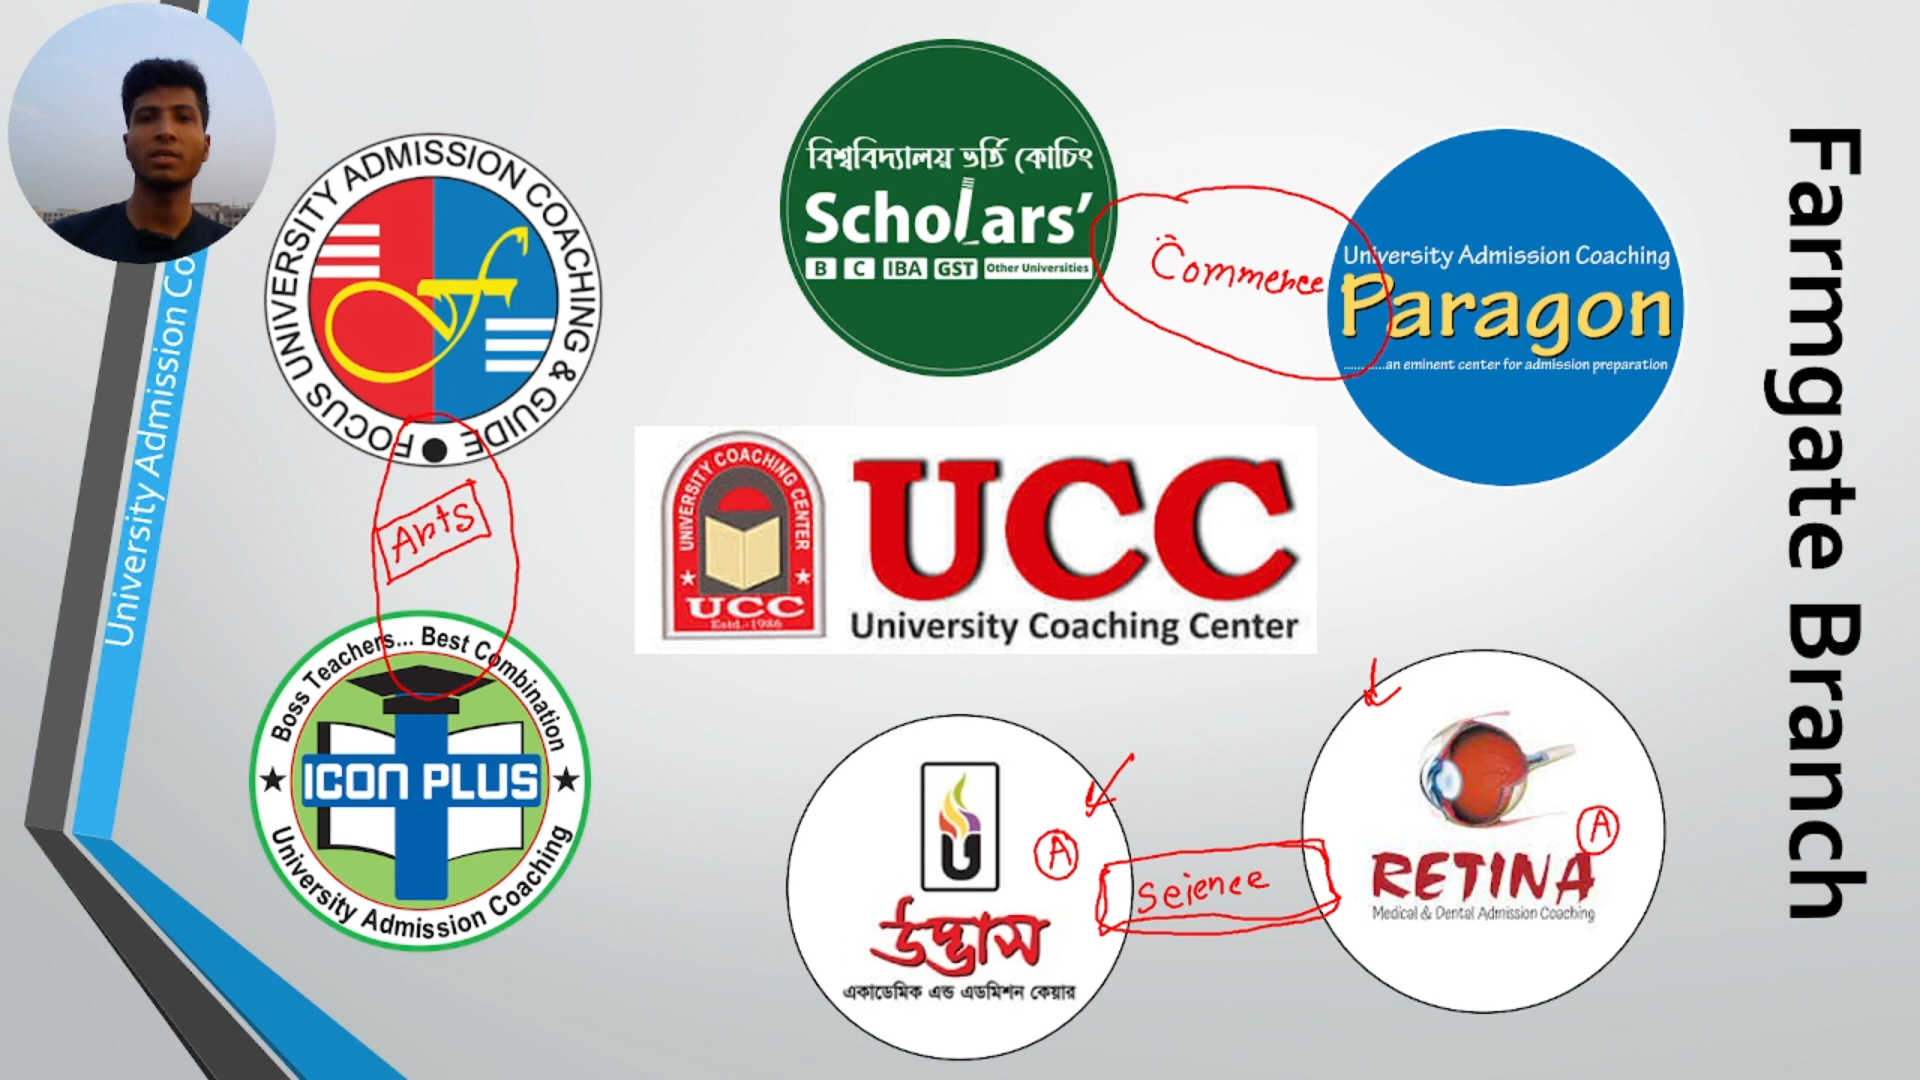 University Admission Co
FOCUS UNIVERSITY ADMISSION COACHING & GUIDE
f
Arts
Boss Teachers... Best Combination
ICON PLUS
University Admission Coaching
বিশ্ববিদ্যালয় ভর্তি কোচিং
Scholars'
B C IBA GST Other Universities
Commerce
University Admission Coaching
Paragon
............an eminent center for admission preparation
UNIVERSITY COACHING CENTER
UCC
Estd.-1986
UCC
University Coaching Center
U
A
উদ্ভাস
একাডেমিক এন্ড এডমিশন কেয়ার
Science
A
RETINA
Medical & Dental Admission Coaching
Farmgate Branch